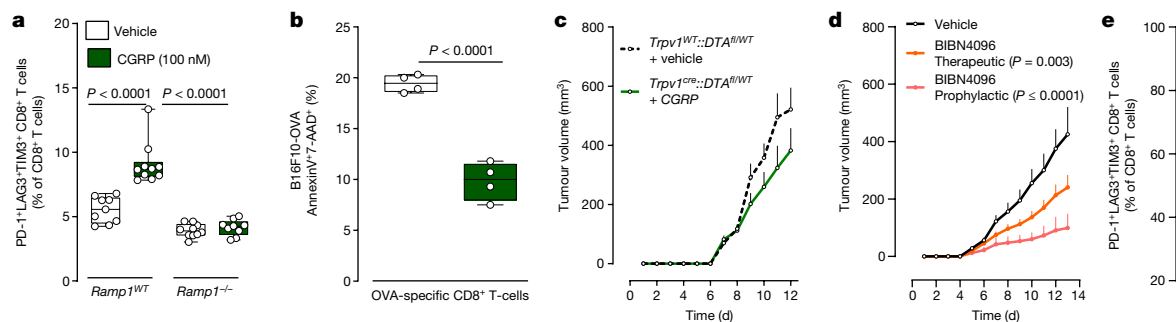 a
PD-1⁺LAG3⁺TIM3⁺ CD8⁺ T cells
(% of CD8⁺ T cells)
20
15
10
5
0
Vehicle
CGRP (100 nM)
P < 0.0001
P < 0.0001
Ramp1ᵂᵀ
Ramp1⁻/⁻
b
B16F10-OVA
AnnexinV⁺7-AAD⁺ (%)
25
20
15
10
5
0
P < 0.0001
OVA-specific CD8⁺ T-cells
c
Tumour volume (mm³)
800
600
400
200
0
Trpv1ᵂᵀ::DTAᶠˡ/ᵂᵀ
+ vehicle
Trpv1ᶜʳᵉ::DTAᶠˡ/ᵂᵀ
+ CGRP
0 2 4 6 8 10 12
Time (d)
d
Tumour volume (mm³)
800
600
400
200
0
Vehicle
BIBN4096
Therapeutic (P = 0.003)
BIBN4096
Prophylactic (P ≤ 0.0001)
0 2 4 6 8 10 12 14
Time (d)
e
PD-1⁺LAG3⁺TIM3⁺ CD8⁺ T cells
(% of CD8⁺ T cells)
100
80
60
40
20